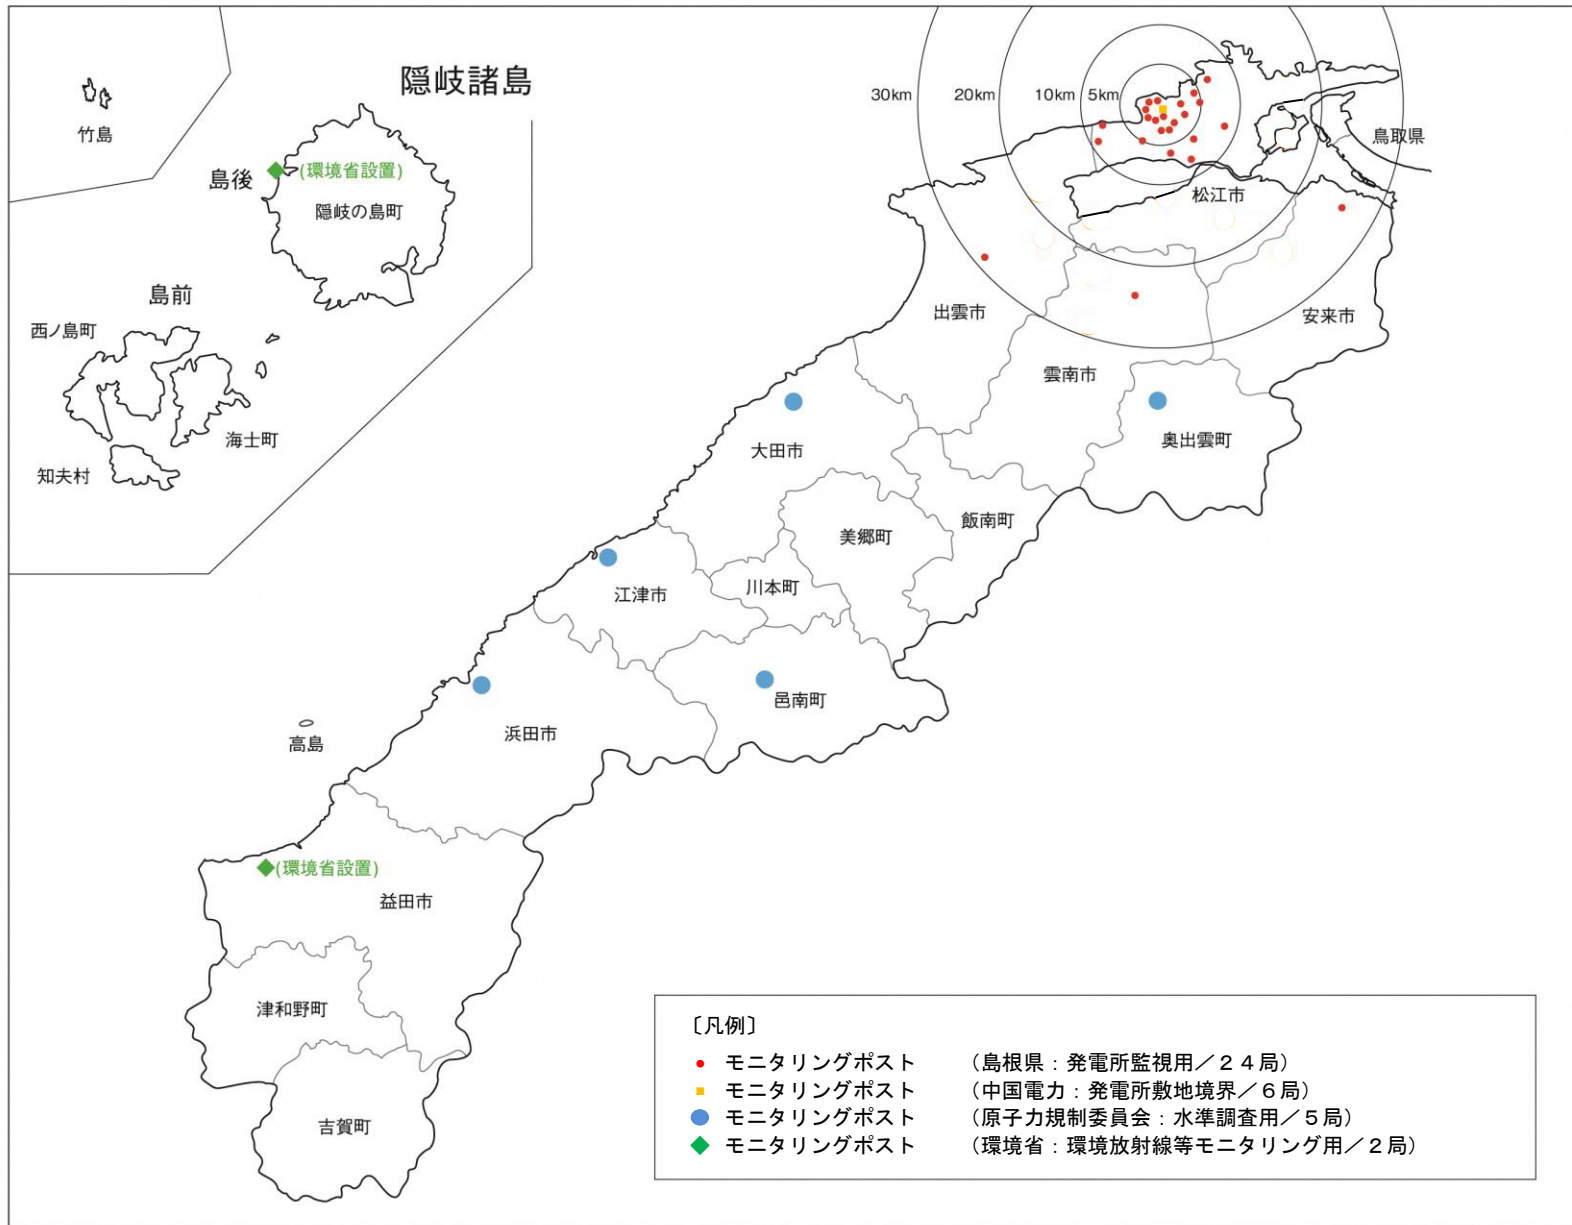 隠岐諸島
竹島
島後
(環境省設置)
隠岐の島町
島前
西ノ島町
海士町
知夫村
30km
20km
10km
5km
鳥取県
松江市
出雲市
安来市
雲南市
奥出雲町
大田市
飯南町
美郷町
川本町
江津市
邑南町
浜田市
高島
(環境省設置)
益田市
津和野町
吉賀町
〔凡例〕
モニタリングポスト （島根県：発電所監視用／２４局）
モニタリングポスト （中国電力：発電所敷地境界／６局）
モニタリングポスト （原子力規制委員会：水準調査用／５局）
モニタリングポスト （環境省：環境放射線等モニタリング用／２局）